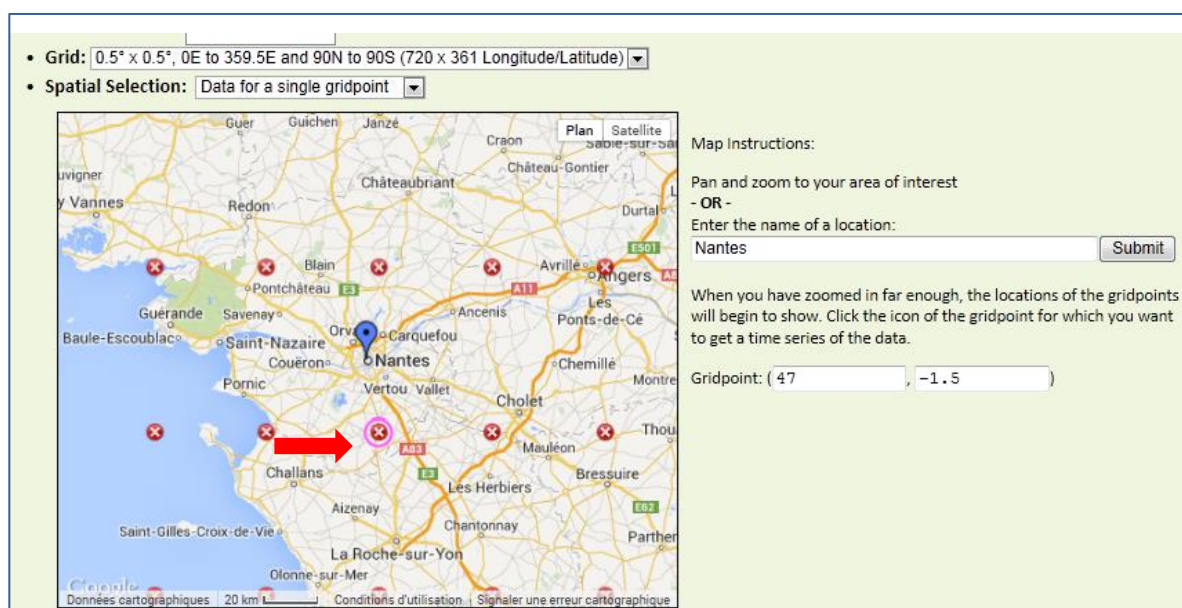 • Grid: 0.5° x 0.5°, 0E to 359.5E and 90N to 90S (720 x 361 Longitude/Latitude)
• Spatial Selection: Data for a single gridpoint
Guer Guichen Janzé
Plan Satellite
Craon
Château-Gontier
uvigner
Châteaubriant
y Vannes Redon
Durtal
E501
Blain
Avrillé
Angers
Pontchâteau E3
A11
Guérande Savenay
Ancenis
Les
Ponts-de-Cé
Baule-Escoublac
Saint-Nazaire
Carquefou
Couëron
Nantes
Chemillé
Pornic
Vertou Vallet
Montre
Cholet
Thou
A83
Mauléon
Challans
E3
Bressuire
Les Herbiers
Aizenay
E62
Saint-Gilles-Croix-de-Vie
Chantonnay
Parthen
La Roche-sur-Yon
Olonne-sur-Mer
Google
Données cartographiques 20 km Conditions d'utilisation Signaler une erreur cartographique
Map Instructions:
Pan and zoom to your area of interest
- OR -
Enter the name of a location:
Nantes Submit
When you have zoomed in far enough, the locations of the gridpoints
will begin to show. Click the icon of the gridpoint for which you want
to get a time series of the data.
Gridpoint: ( 47 , -1.5 )